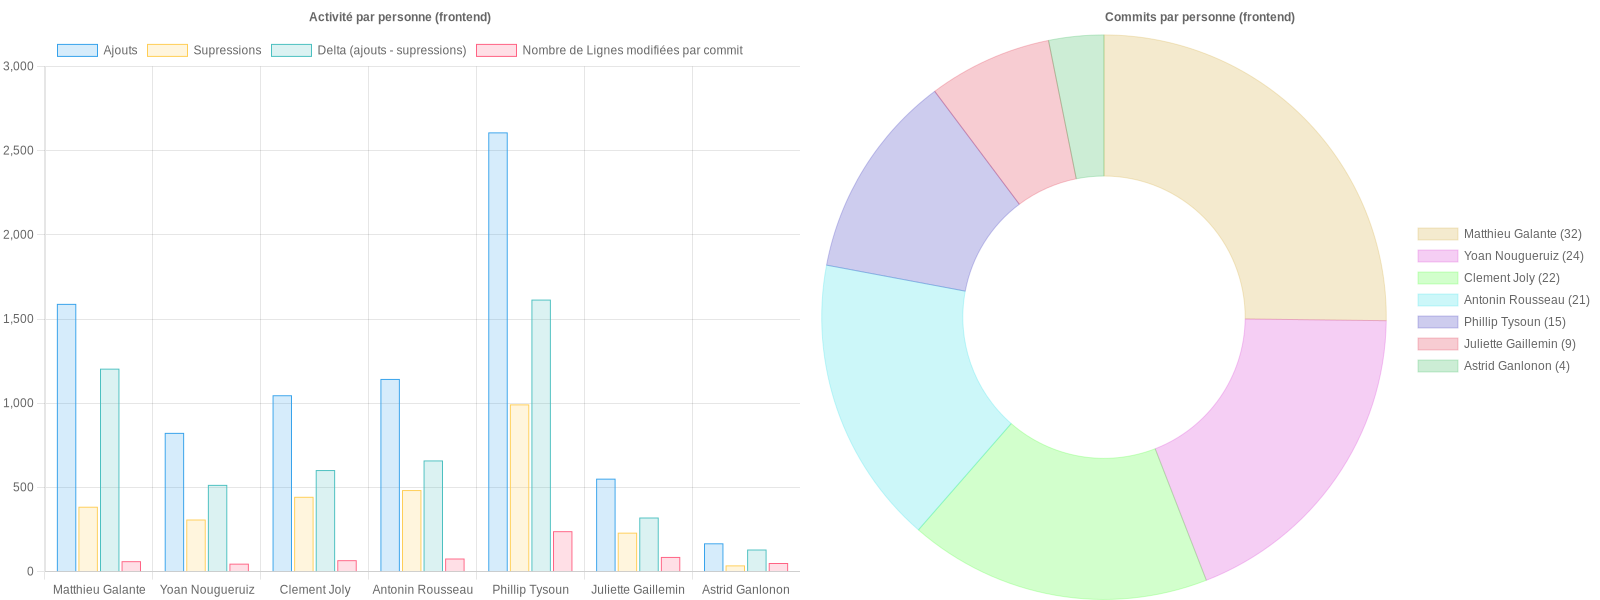 Activité par personne (frontend)
Ajouts
Supressions
Delta (ajouts - supressions)
Nombre de Lignes modifiées par commit
3,000
2,500
2,000
1,500
1,000
500
0
Matthieu Galante
Yoan Nougueruiz
Clement Joly
Antonin Rousseau
Phillip Tysoun
Juliette Gaillemin
Astrid Ganlonon
Commits par personne (frontend)
Matthieu Galante (32)
Yoan Nougueruiz (24)
Clement Joly (22)
Antonin Rousseau (21)
Phillip Tysoun (15)
Juliette Gaillemin (9)
Astrid Ganlonon (4)